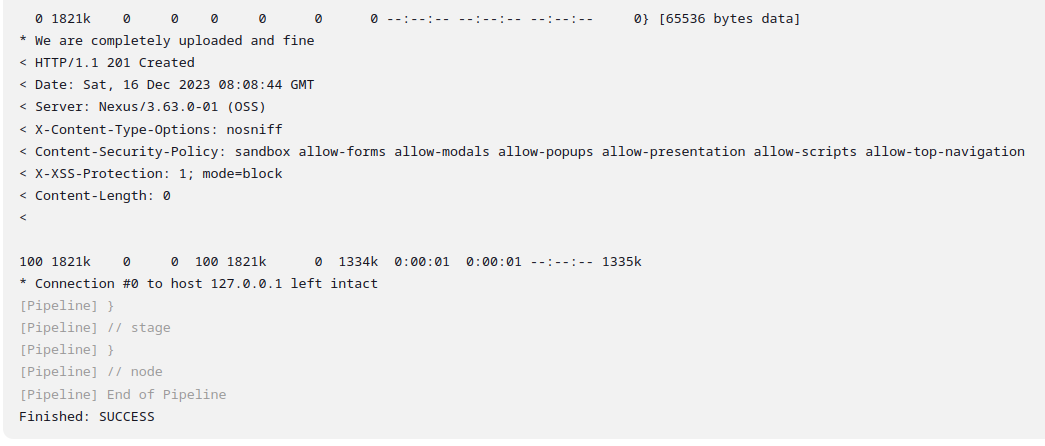 0 1821k    0     0    0     0      0      0 --:--:-- --:--:-- --:--:--     0} [65536 bytes data]
* We are completely uploaded and fine
< HTTP/1.1 201 Created
< Date: Sat, 16 Dec 2023 08:08:44 GMT
< Server: Nexus/3.63.0-01 (OSS)
< X-Content-Type-Options: nosniff
< Content-Security-Policy: sandbox allow-forms allow-modals allow-popups allow-presentation allow-scripts allow-top-navigation
< X-XSS-Protection: 1; mode=block
< Content-Length: 0
<
100 1821k    0     0  100 1821k      0  1334k  0:00:01  0:00:01 --:--:-- 1335k
* Connection #0 to host 127.0.0.1 left intact
[Pipeline] }
[Pipeline] // stage
[Pipeline] }
[Pipeline] // node
[Pipeline] End of Pipeline
Finished: SUCCESS